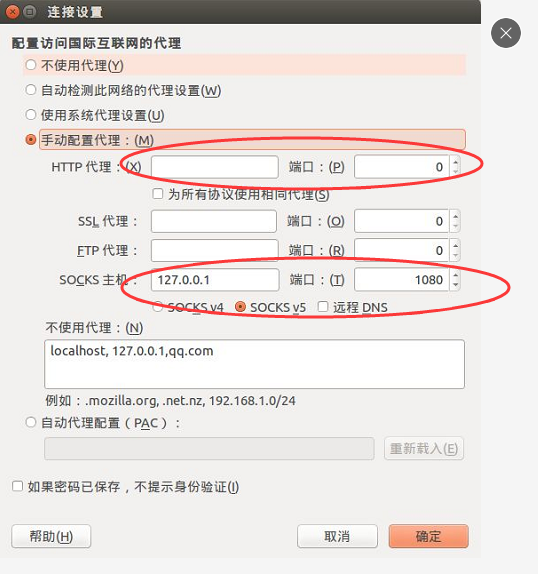 连接设置
配置访问国际互联网的代理
不使用代理(Y)
自动检测此网络的代理设置(W)
使用系统代理设置(U)
手动配置代理：(M)
HTTP 代理：(X) 端口：(P) 0
为所有协议使用相同代理(S)
SSL 代理： 端口：(O) 0
FTP 代理： 端口：(R) 0
SOCKS 主机： 127.0.0.1 端口：(T) 1080
SOCKS v4 SOCKS v5 远程 DNS
不使用代理：(N)
localhost, 127.0.0.1,qq.com
例如：.mozilla.org, .net.nz, 192.168.1.0/24
自动代理配置（PAC）：
重新载入(E)
如果密码已保存，不提示身份验证(I)
帮助(H) 取消 确定